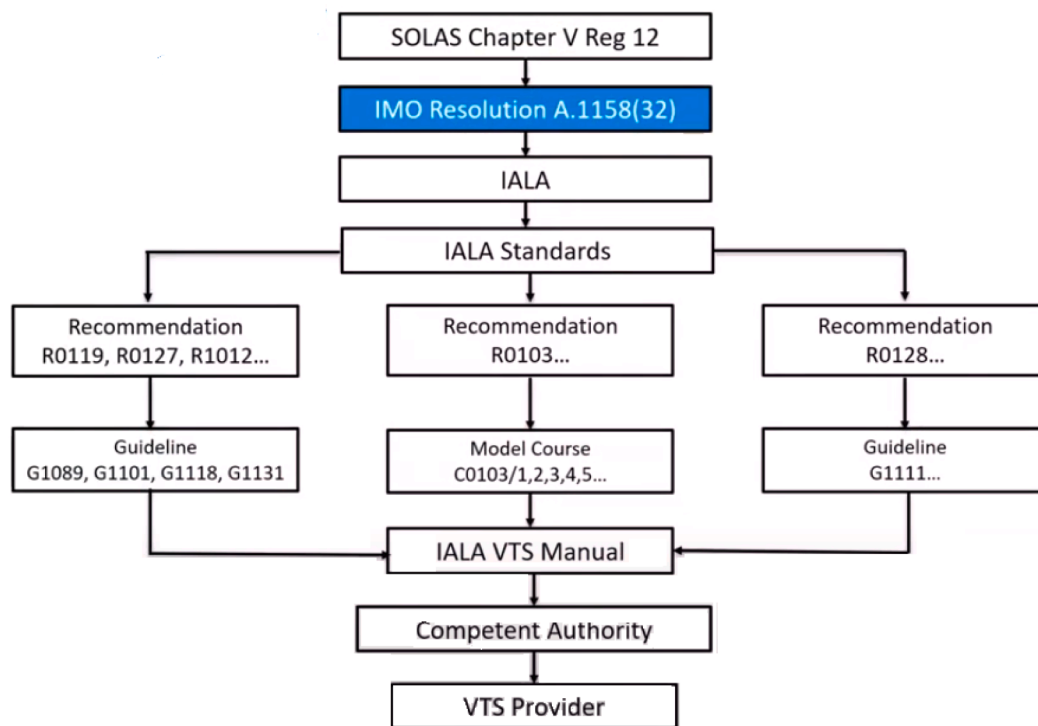 SOLAS Chapter V Reg 12
IMO Resolution A.1158(32)
IALA
IALA Standards
Recommendation
R0119, R0127, R1012...
Recommendation
R0103...
Recommendation
R0128...
Guideline
G1089, G1101, G1118, G1131
Model Course
C0103/1,2,3,4,5...
Guideline
G1111...
IALA VTS Manual
Competent Authority
VTS Provider